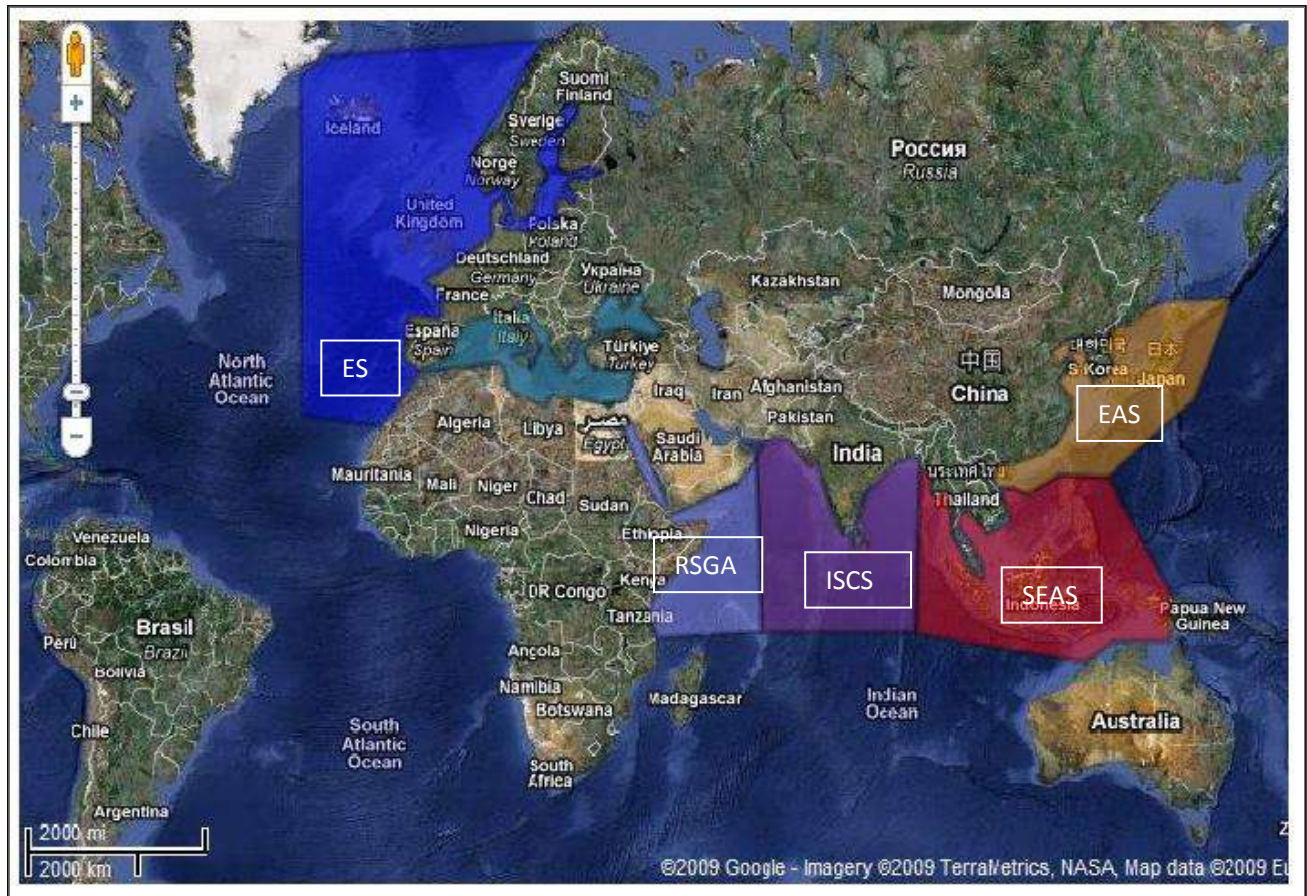 Iceland
Suomi
Finland
Sverige
Sweden
Norge
Norway
Россия
Russia
United
Kingdom
Polska
Poland
Deutschland
Germany
Україна
Ukraine
France
Kazakhstan
Mongolia
Italia
Italy
España
Spain
Türkiye
Turkey
中国
China
대한민국
S Korea
日本
Japan
North
Atlantic
Ocean
ES
EAS
Iraq
Iran
Afghanistan
Pakistan
Algeria
Libya
مصر
Egypt
Saudi
Arabia
India
Mauritania
Mali
Niger
Chad
Sudan
Thailand
Nigeria
Ethiopia
Venezuela
Colombia
RSGA
ISCS
SEAS
DR Congo
Kenya
Tanzania
Indonesia
Papua New
Guinea
Brasil
Brazil
Perú
Bolivia
Angola
Namibia
Botswana
Madagascar
Indian
Ocean
Chile
South
Atlantic
Ocean
Australia
South
Africa
Argentina
2000 mi
2000 km
Z
©2009 Google - Imagery ©2009 TerraMetrics, NASA, Map data ©2009 Eu